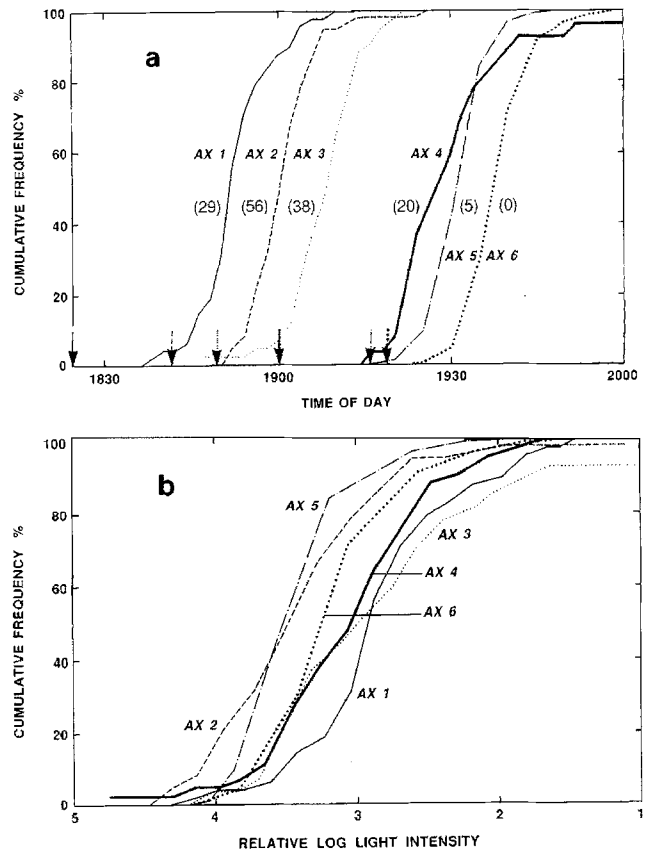 100
a
80
60
40
20
0
CUMULATIVE FREQUENCY %
AX 1
AX 2
AX 3
AX 4
(29)
(56)
(38)
(20)
(5)
(0)
AX 5
AX 6
1830
1900
1930
2000
TIME OF DAY
100
b
80
60
40
20
0
CUMULATIVE FREQUENCY %
AX 5
AX 3
AX 4
AX 6
AX 1
AX 2
5
4
3
2
1
RELATIVE LOG LIGHT INTENSITY